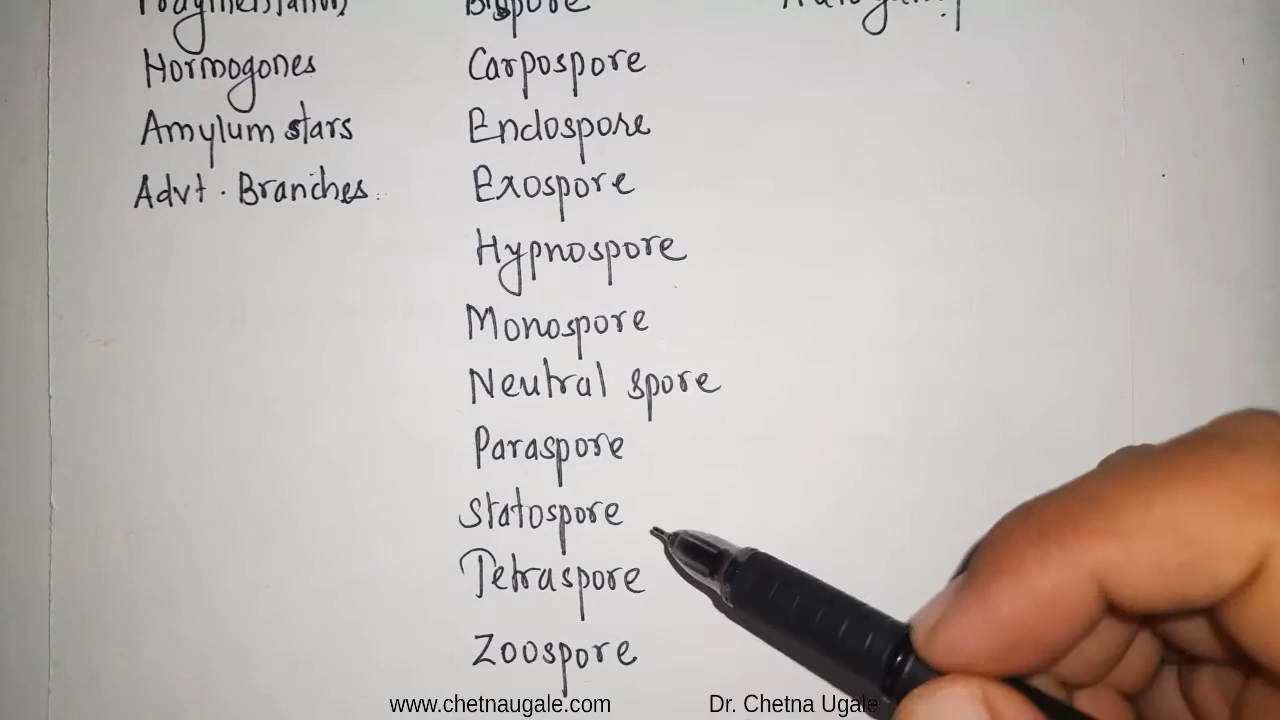 Bispore
Hormogones
Carpospore
Amylum stars
Endospore
Advt. Branches.
Exospore
Hypnospore
Monospore
Neutral spore
Paraspore
Statospore
Tetraspore
Zoospore
www.chetnaugale.com
Dr. Chetna Ugale